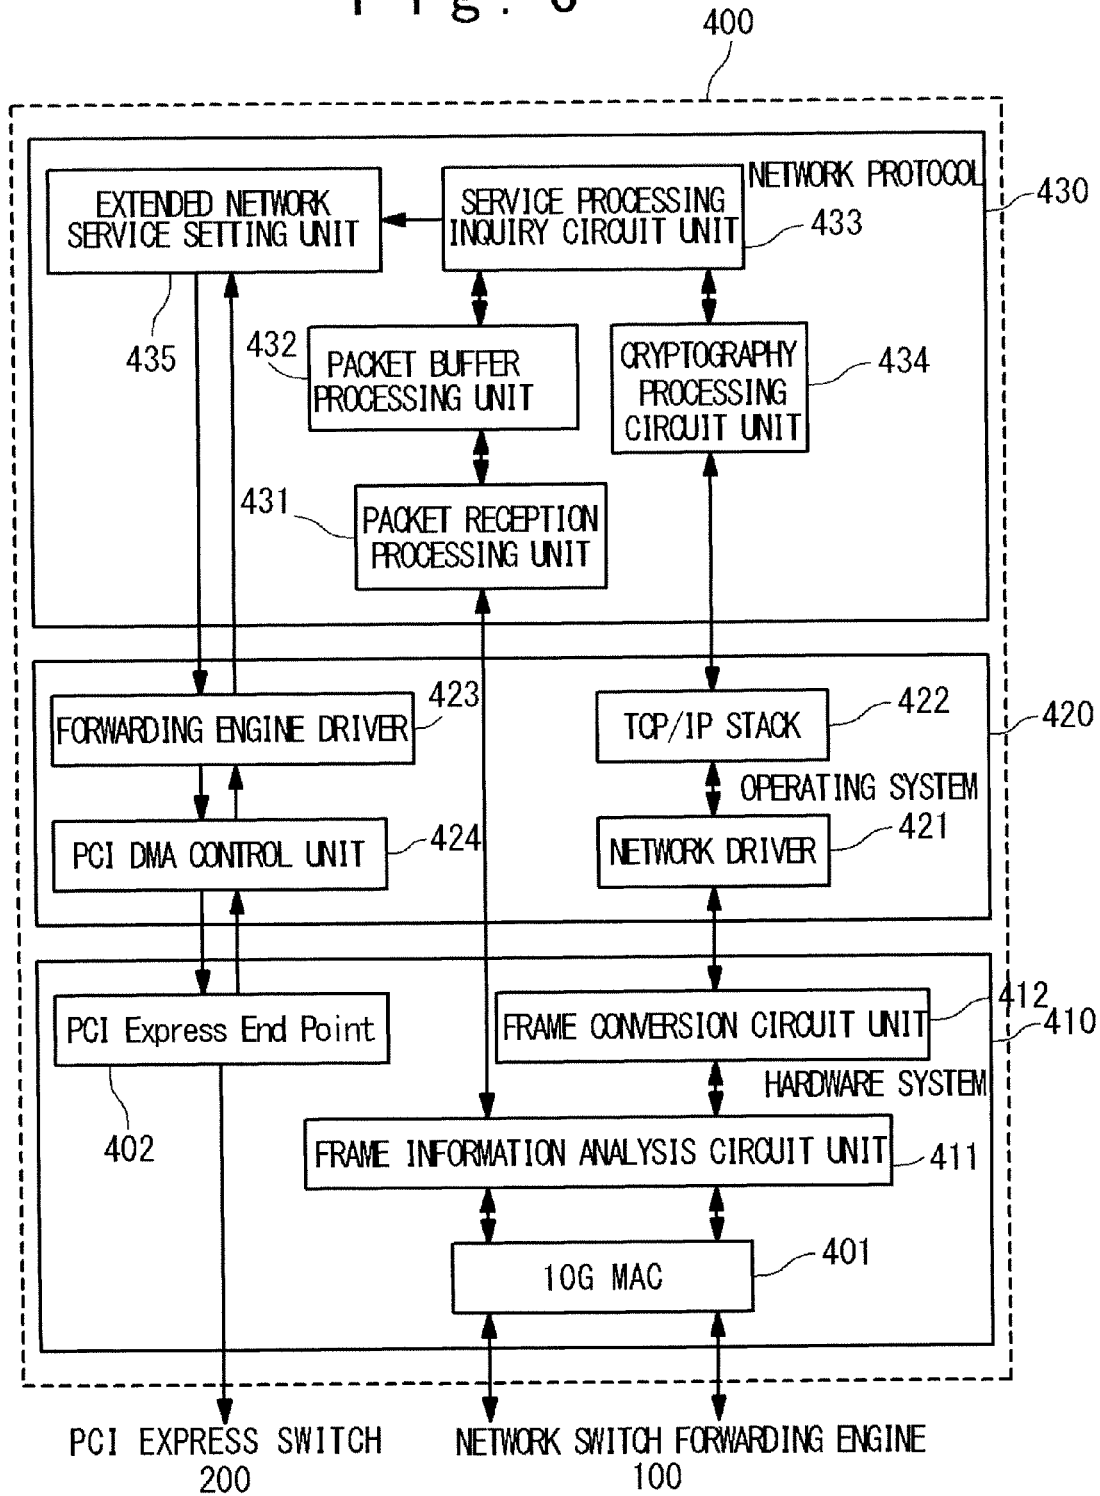 Fig. 6
400
EXTENDED NETWORK
SERVICE SETTING UNIT
SERVICE PROCESSING
INQUIRY CIRCUIT UNIT
NETWORK PROTOCOL
430
433
435
432
PACKET BUFFER
PROCESSING UNIT
CRYPTOGRAPHY
PROCESSING
CIRCUIT UNIT
434
431
PACKET RECEPTION
PROCESSING UNIT
FORWARDING ENGINE DRIVER
423
TCP/IP STACK
422
420
OPERATING SYSTEM
PCI DMA CONTROL UNIT
424
NETWORK DRIVER
421
PCI Express End Point
402
FRAME CONVERSION CIRCUIT UNIT
412
410
HARDWARE SYSTEM
FRAME INFORMATION ANALYSIS CIRCUIT UNIT
411
10G MAC
401
PCI EXPRESS SWITCH
200
NETWORK SWITCH FORWARDING ENGINE
100